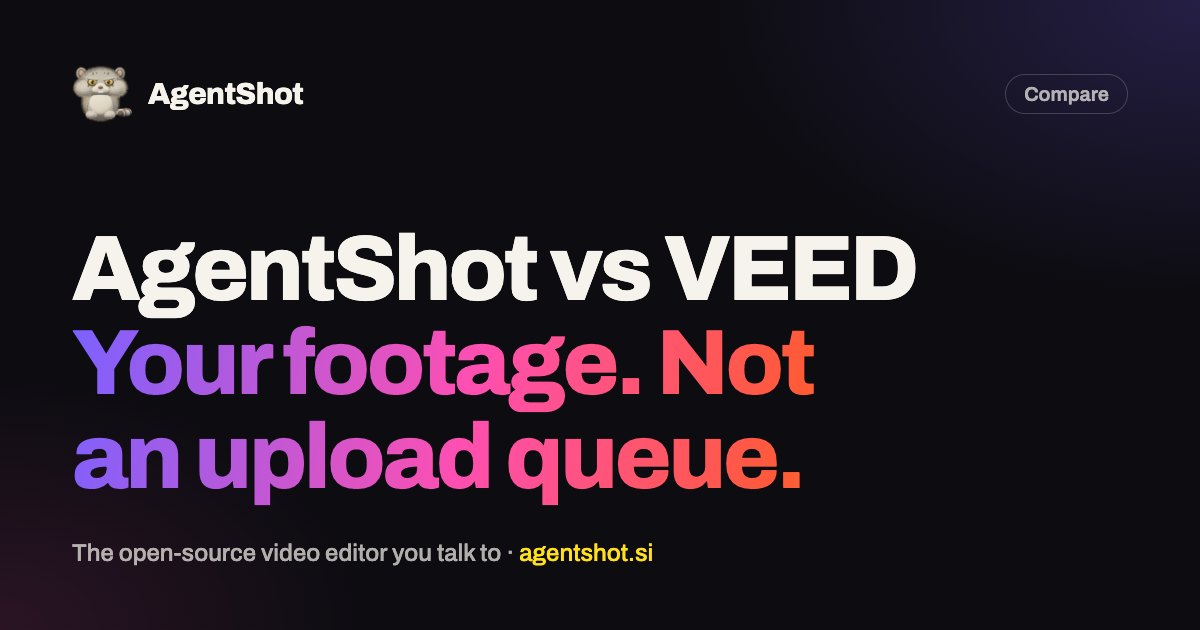 AgentShot
Compare
AgentShot vs VEED
Your footage. Not
an upload queue.
The open-source video editor you talk to · agentshot.si